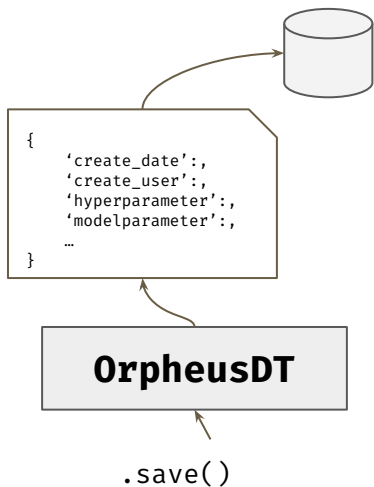 {
‘create_date’:,
‘create_user’:,
‘hyperparameter’:,
‘modelparameter’:,
…
}
OrpheusDT
.save()